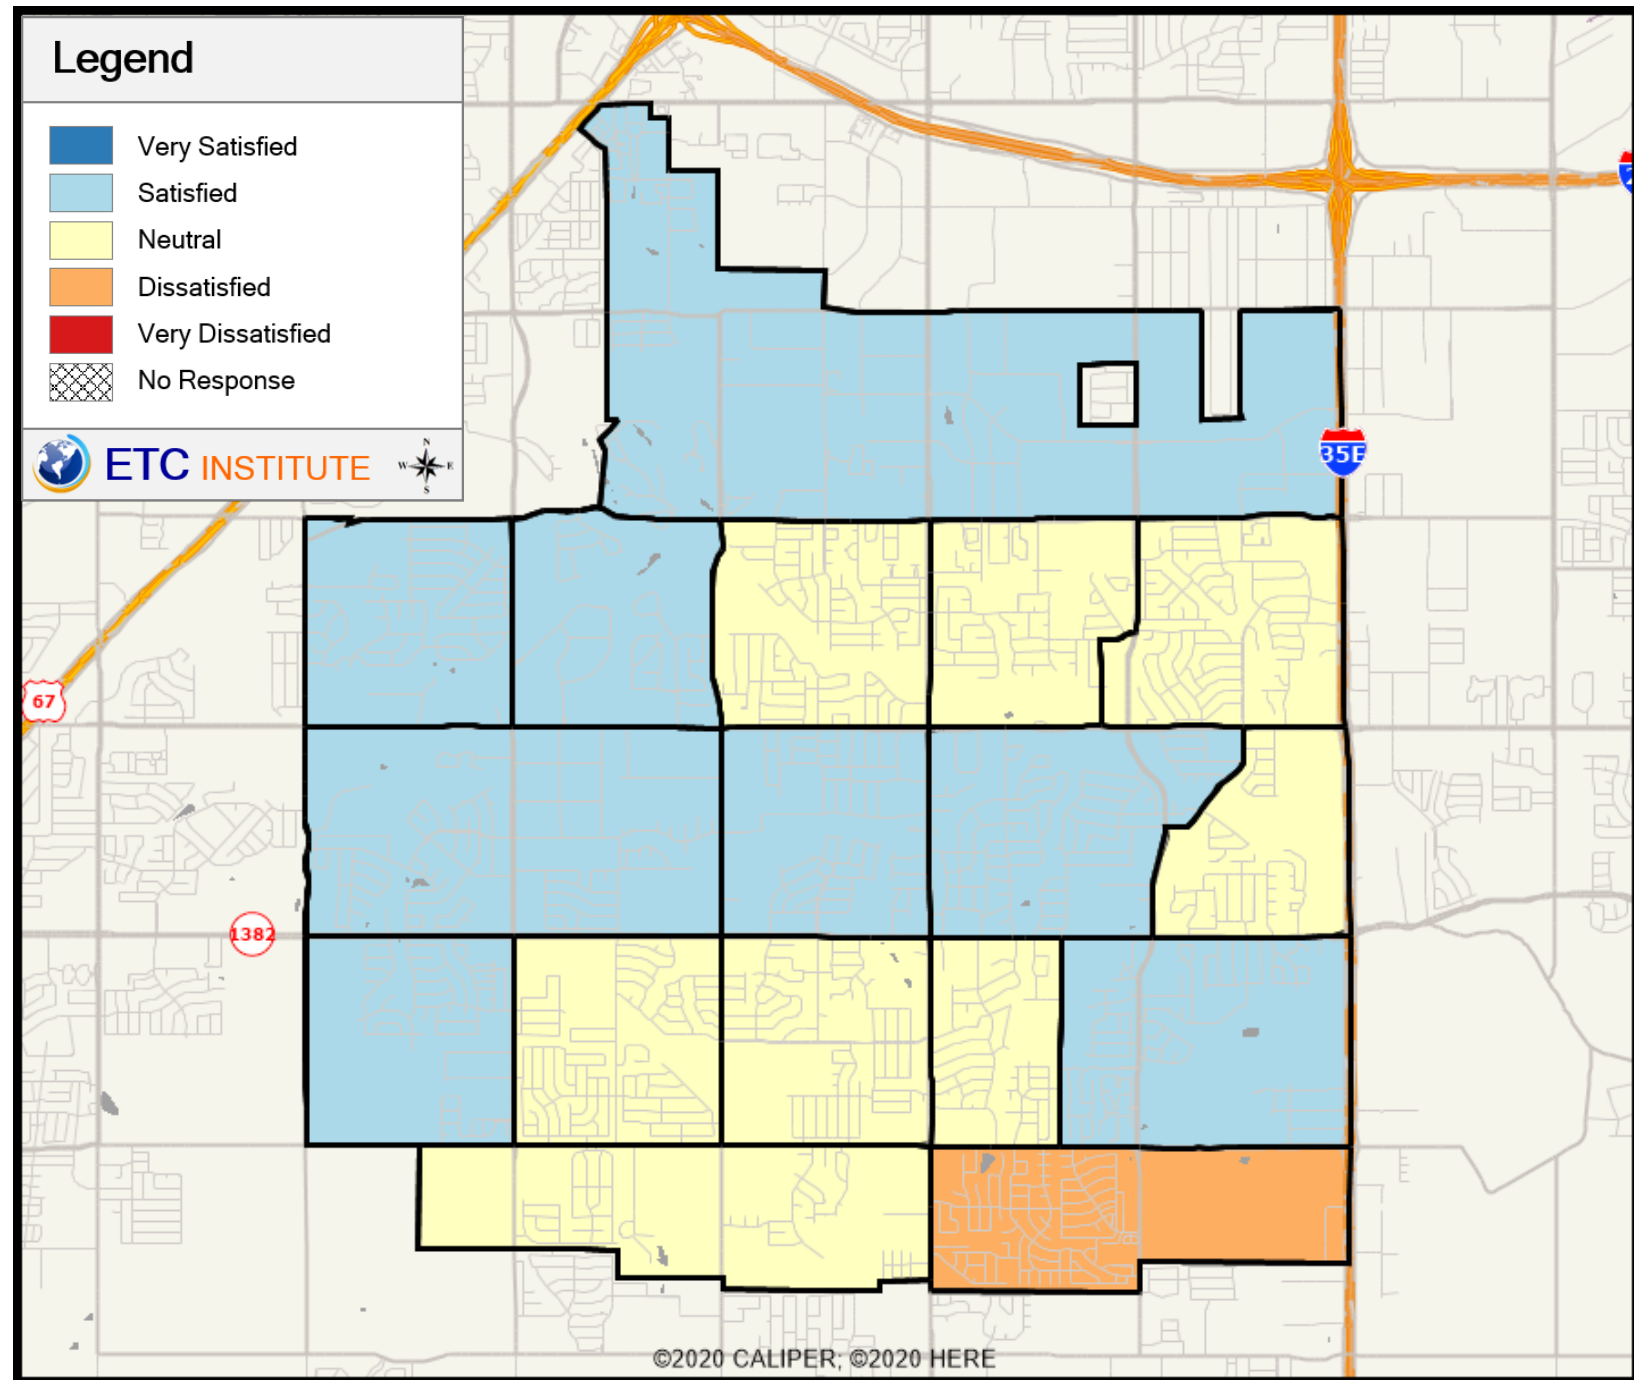 Legend
Very Satisfied
Satisfied
Neutral
Dissatisfied
Very Dissatisfied
No Response
ETC INSTITUTE
N
W E
S
35E
67
1382
©2020 CALIPER; ©2020 HERE